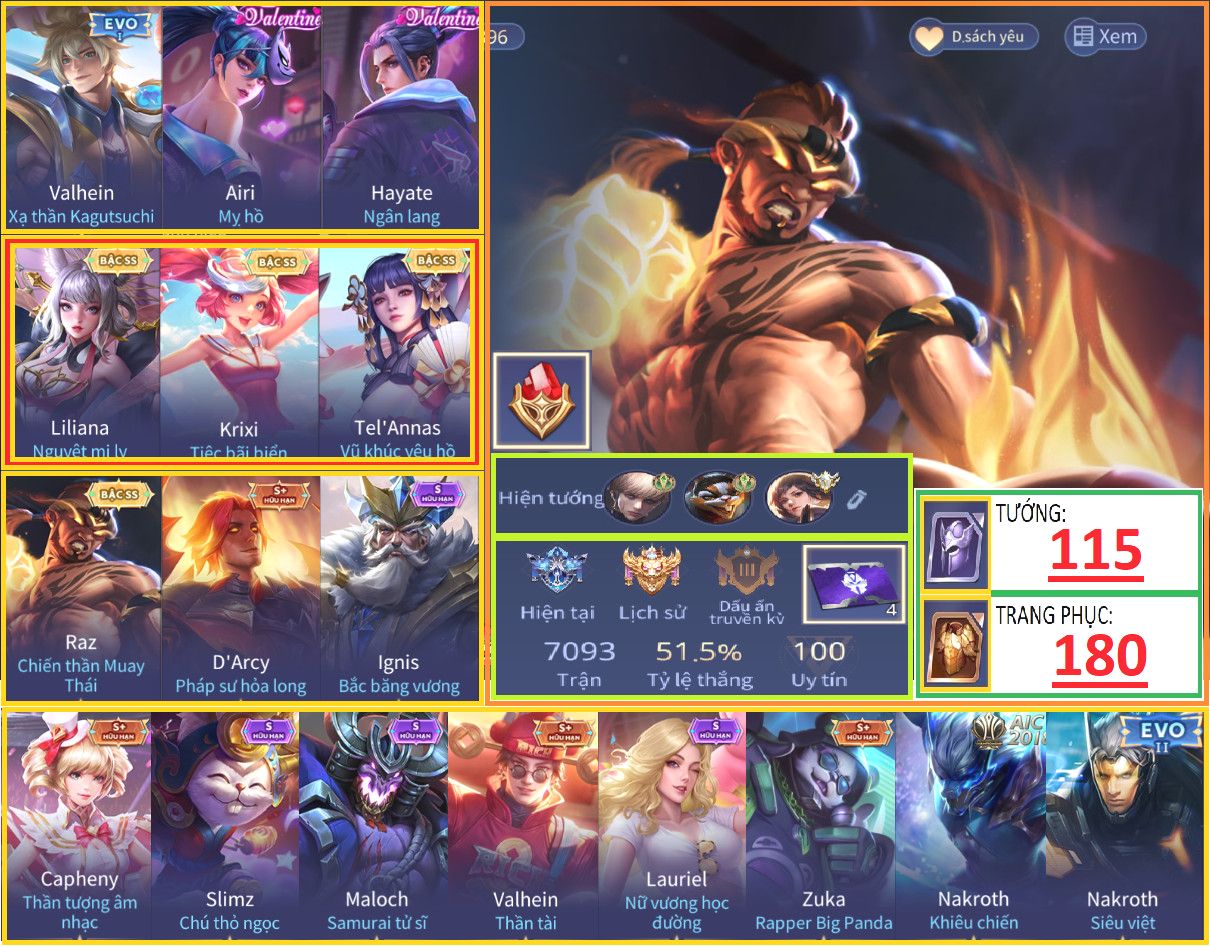 EVO
I
Valentine
Valentine
Valhein
Xạ thần Kagutsuchi
Airi
Mỵ hồ
Hayate
Ngân lang
96
D.sách yêu
Xem
BẬC SS
BẬC SS
BẬC SS
Liliana
Nguyệt mị ly
Krixi
Tiệc bãi biển
Tel'Annas
Vũ khúc yêu hồ
BẬC SS
S+
HỮU HẠN
S
HỮU HẠN
Raz
Chiến thần Muay
Thái
D'Arcy
Pháp sư hỏa long
Ignis
Bắc băng vương
Hiện tướng
III
Hiện tại
Lịch sử
Dấu ấn
truyền kỳ
4
7093
Trận
51.5%
Tỷ lệ thắng
100
Uy tín
TƯỚNG:
115
TRANG PHỤC:
180
S+
HỮU HẠN
S
HỮU HẠN
S
HỮU HẠN
S+
HỮU HẠN
S
HỮU HẠN
S+
HỮU HẠN
AIC
201
EVO
II
RICH
Capheny
Thần tượng âm
nhạc
Slimz
Chú thỏ ngọc
Maloch
Samurai tử sĩ
Valhein
Thần tài
Lauriel
Nữ vương học
đường
Zuka
Rapper Big Panda
Nakroth
Khiêu chiến
Nakroth
Siêu việt